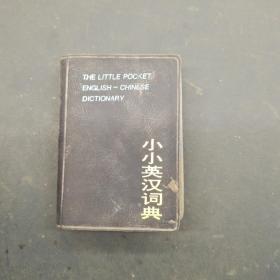 THE LITTLE POCKET
ENGLISH—CHINESE
DICTIONARY
小小英汉词典